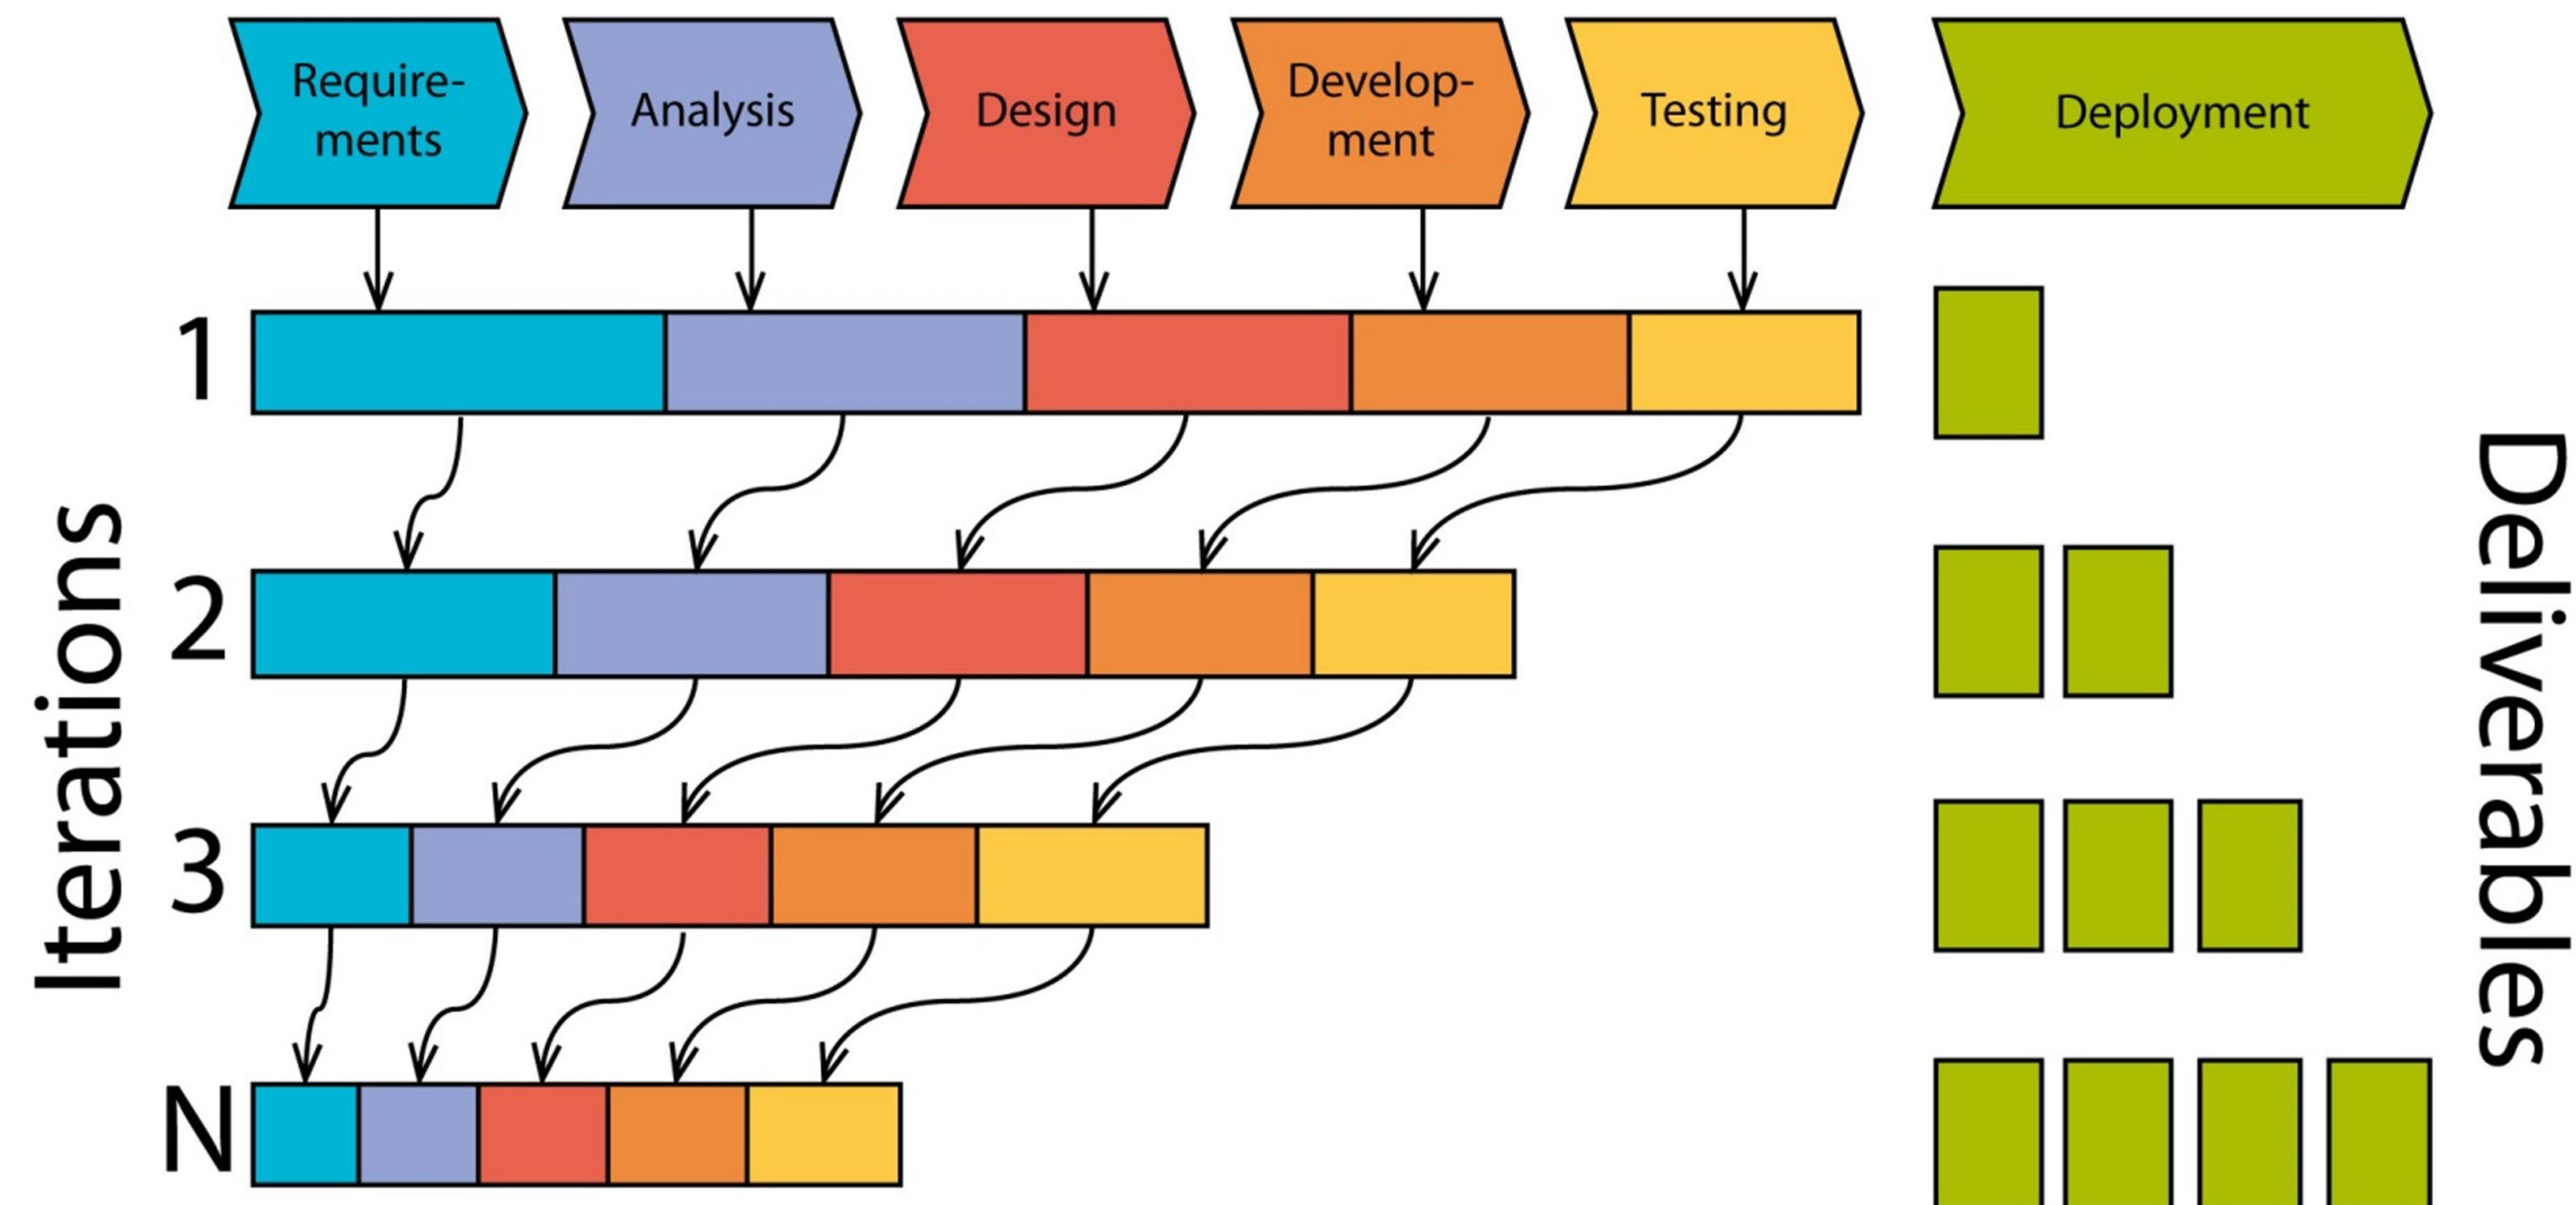 Require-
ments
Analysis
Design
Develop-
ment
Testing
Deployment
1
2
3
N
Iterations
Deliverables